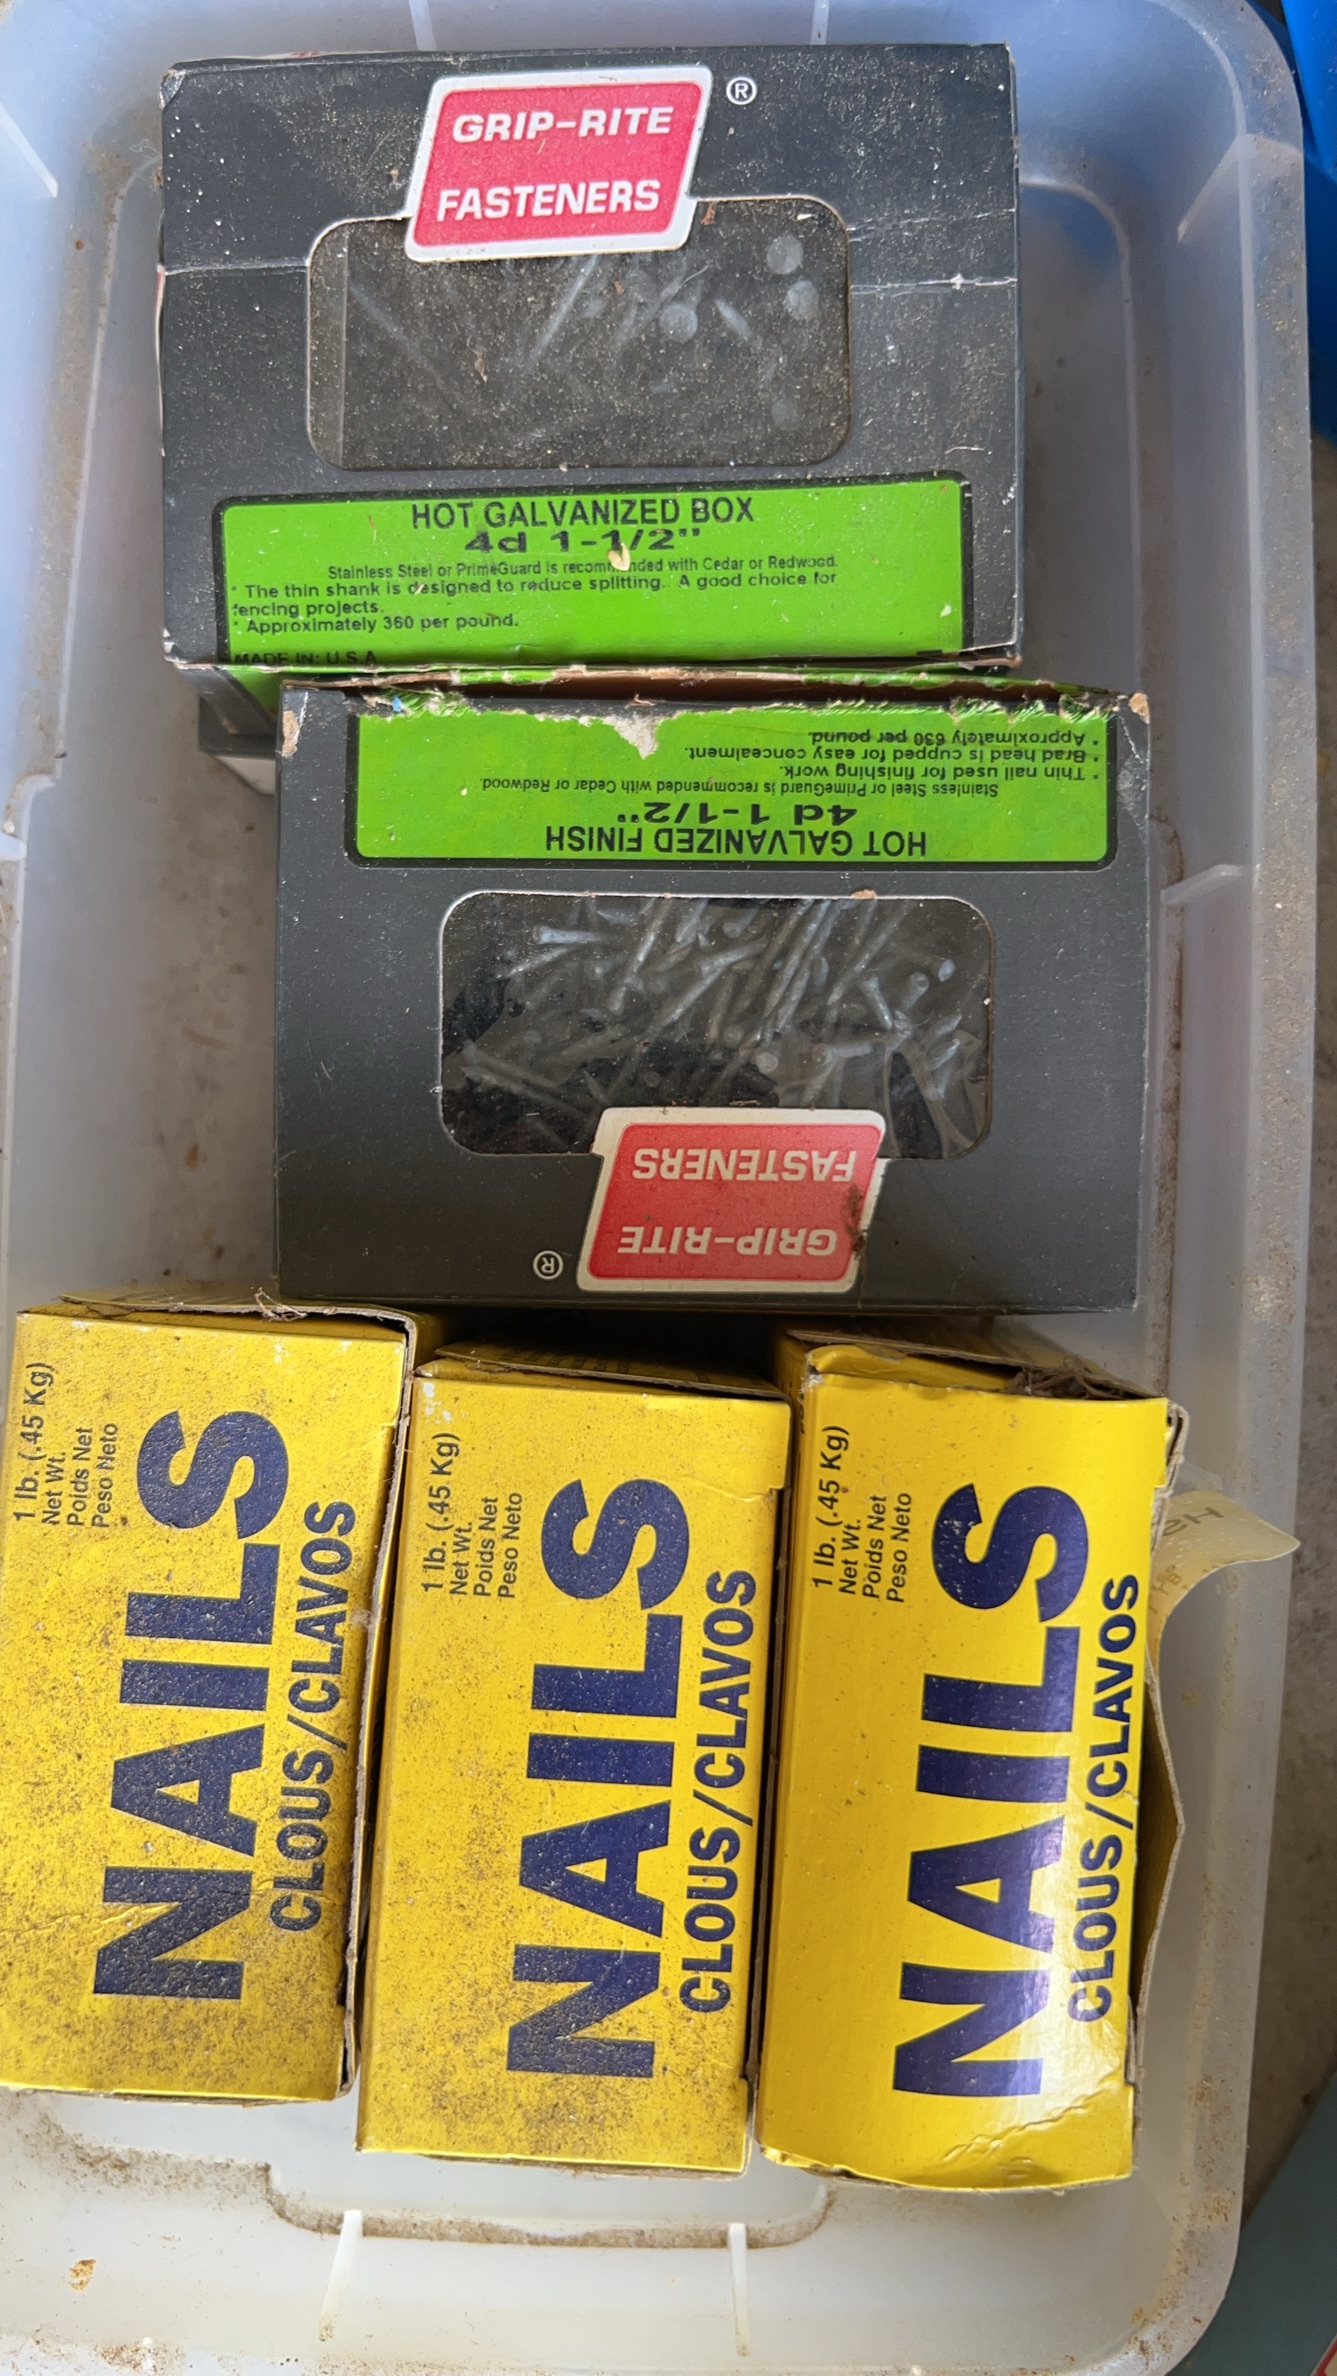 GRIP-RITE
FASTENERS
®
HOT GALVANIZED BOX
4d 1-1/2"
Stainless Steel or PrimeGuard is recommended with Cedar or Redwood.
* The thin shank is designed to reduce splitting.. A good choice for
fencing projects.
* Approximately 360 per pound.
MADE IN: U.S.A.
GRIP-RITE
FASTENERS
®
HOT GALVANIZED FINISH
4d 1-1/2"
Stainless Steel or PrimeGuard is recommended with Cedar or Redwood.
* Thin nail used for finishing work.
* Brad head is cupped for easy concealment.
* Approximately 630 per pound.
1 lb. (.45 Kg)
Net Wt.
Poids Net
Peso Neto
NAILS
CLOUS/CLAVOS
1 lb. (.45 Kg)
Net Wt.
Poids Net
Peso Neto
NAILS
CLOUS/CLAVOS
1 lb. (.45 Kg)
Net Wt.
Poids Net
Peso Neto
NAILS
CLOUS/CLAVOS